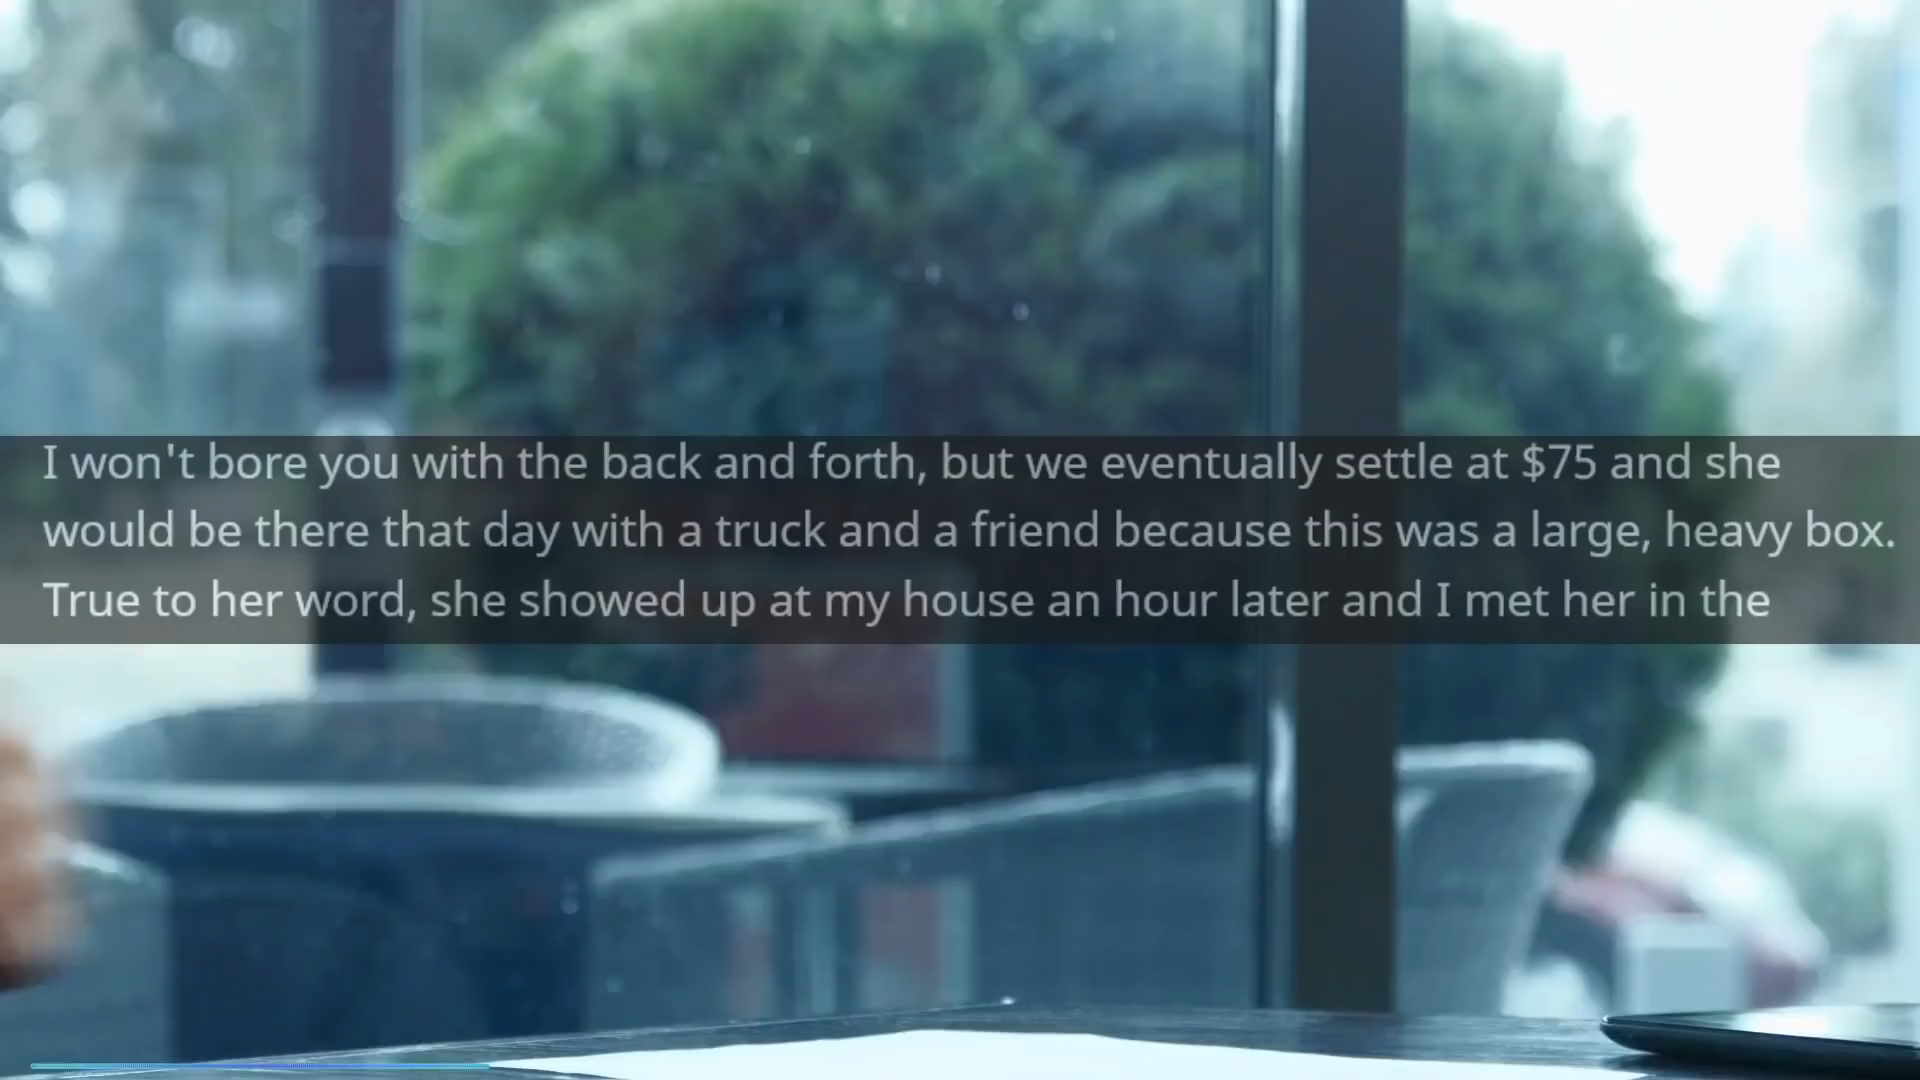 I won't bore you with the back and forth, but we eventually settle at $75 and she
would be there that day with a truck and a friend because this was a large, heavy box.
True to her word, she showed up at my house an hour later and I met her in the